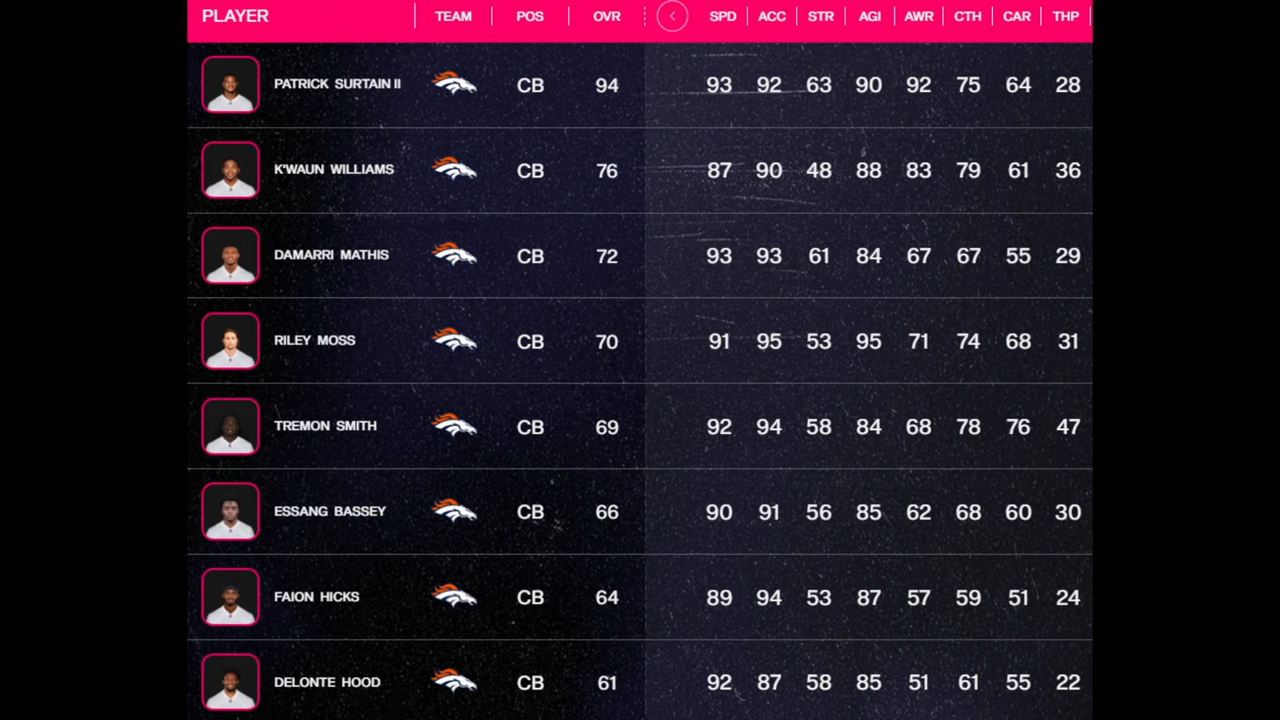 PLAYER TEAM POS OVR SPD ACC STR AGI AWR CTH CAR THP
PATRICK SURTAIN II CB 94 93 92 63 90 92 75 64 28
K'WAUN WILLIAMS CB 76 87 90 48 88 83 79 61 36
DAMARRI MATHIS CB 72 93 93 61 84 67 67 55 29
RILEY MOSS CB 70 91 95 53 95 71 74 68 31
TREMON SMITH CB 69 92 94 58 84 68 78 76 47
ESSANG BASSEY CB 66 90 91 56 85 62 68 60 30
FAION HICKS CB 64 89 94 53 87 57 59 51 24
DELONTE HOOD CB 61 92 87 58 85 51 61 55 22